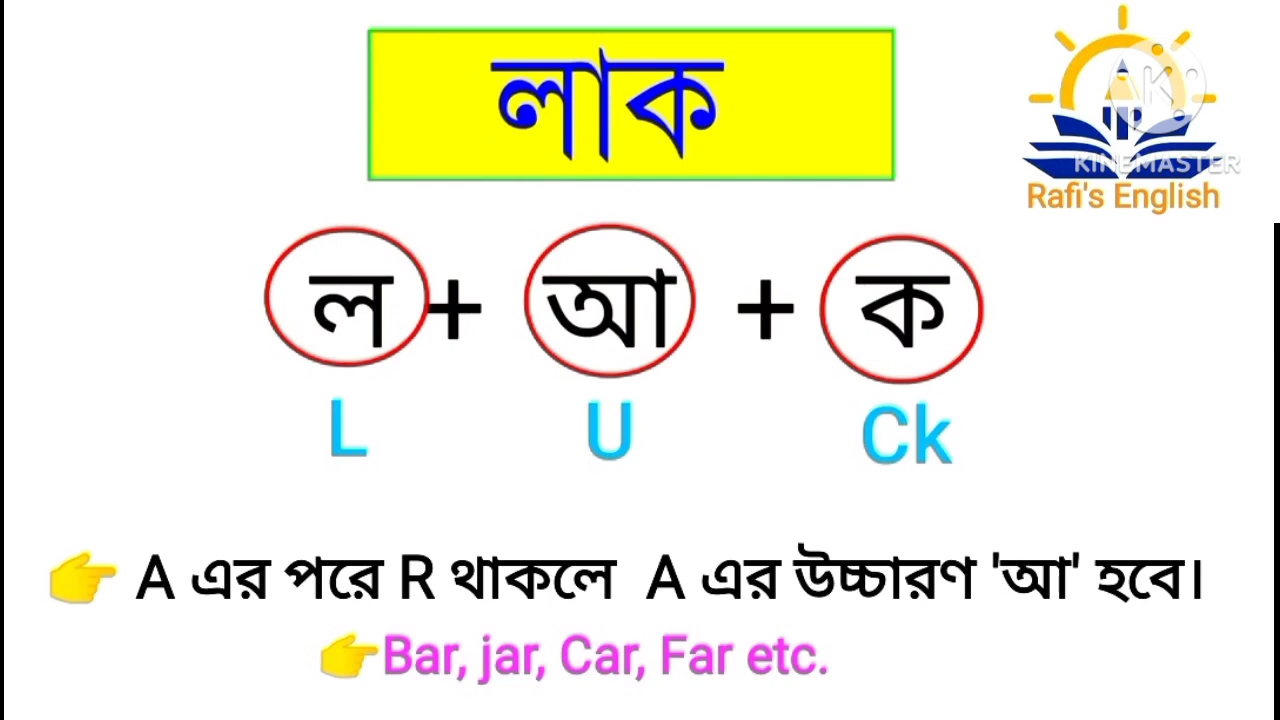 লাক
KINEMASTER
Rafi's English
ল + আ + ক
L U Ck
👉 A এর পরে R থাকলে A এর উচ্চারণ 'আ' হবে।
👉Bar, jar, Car, Far etc.